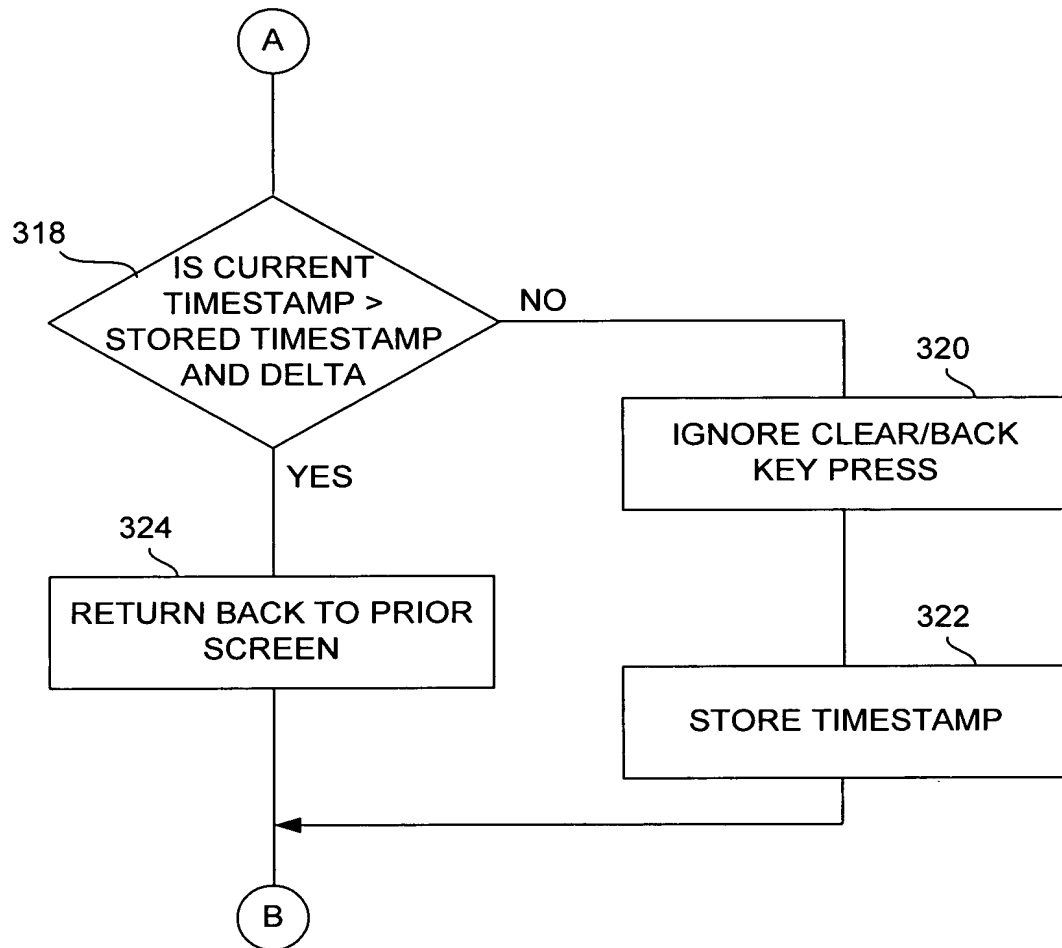 A
318
IS CURRENT
TIMESTAMP >
STORED TIMESTAMP
AND DELTA
NO
YES
320
IGNORE CLEAR/BACK
KEY PRESS
324
RETURN BACK TO PRIOR
SCREEN
322
STORE TIMESTAMP
B